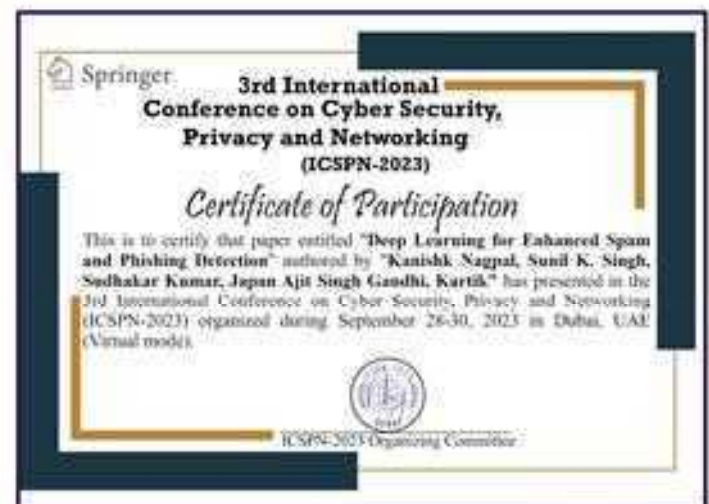 Springer
3rd International
Conference on Cyber Security,
Privacy and Networking
(ICSPN-2023)
Certificate of Participation
This is to certify that paper entitled "Deep Learning for Enhanced Spam
and Phishing Detection" authored by "Kanishk Nagpal, Sunil K. Singh,
Sudhakar Kumar, Japan Ajit Singh Gandhi, Kartik" has presented in the
3rd International Conference on Cyber Security, Privacy and Networking
(ICSPN-2023) organized during September 28-30, 2023 in Dubai, UAE
(Virtual mode).
ICSPN-2023 Organizing Committee